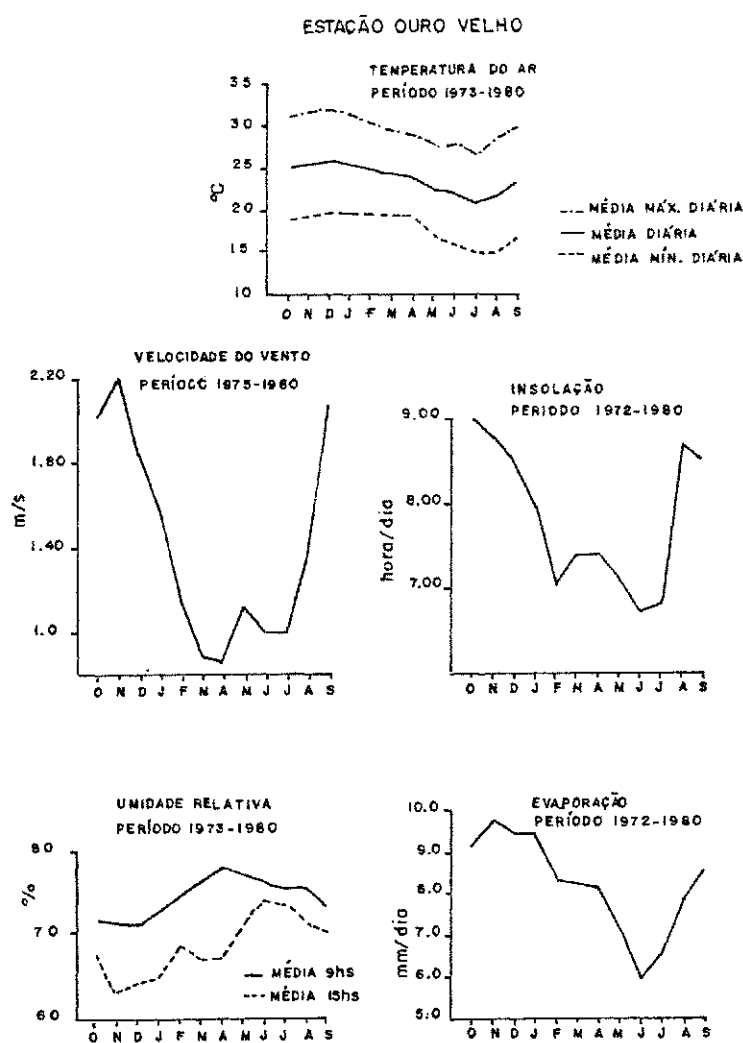 ESTAÇÃO OURO VELHO
TEMPERATURA DO AR
PERÍODO 1973-1980
35
30
25
20
15
10
°C
O N D J F M A M J J A S
MÉDIA MÁX. DIÁRIA
MÉDIA DIÁRIA
MÉDIA MÍN. DIÁRIA
VELOCIDADE DO VENTO
PERÍODO 1975-1980
2.20
1.80
1.40
1.0
m/s
O N D J F M A M J J A S
INSOLAÇÃO
PERIODO 1972-1980
9.00
8.00
7.00
hora/dia
O N D J F M A M J J A S
UMIDADE RELATIVA
PERÍODO 1973-1980
80
70
60
%
MÉDIA 9hs
MÉDIA 15hs
O N D J F M A M J J A S
EVAPORAÇÃO
PERÍODO 1972-1980
10.0
9.0
8.0
7.0
6.0
5.0
mm/dia
O N D J F M A M J J A S